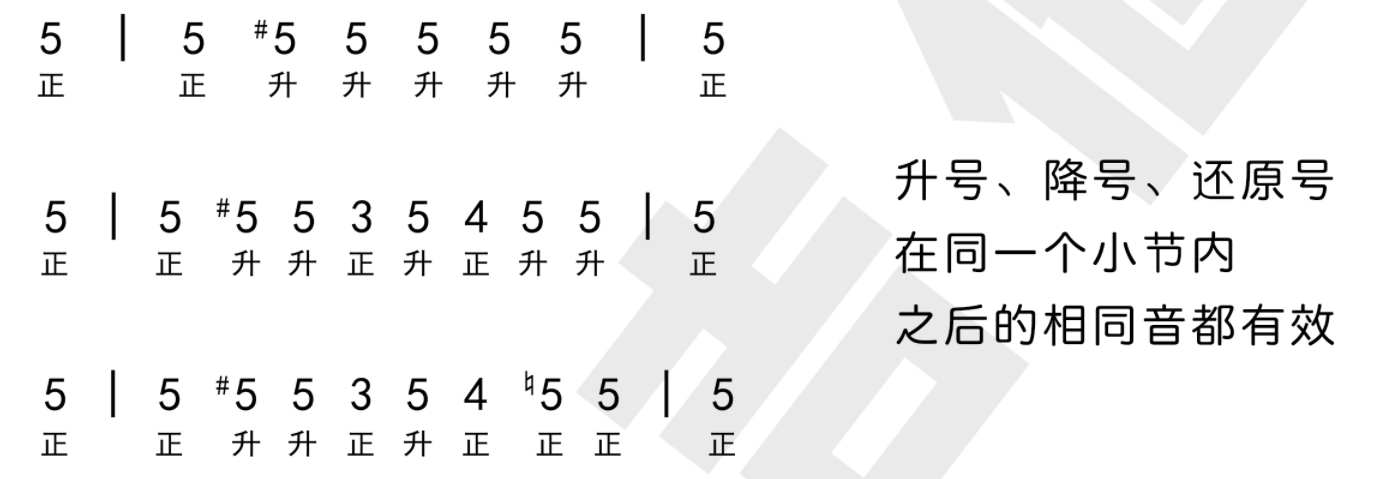 5 | 5 #5 5 5 5 5 | 5
正 正 升 升 升 升 升 正
5 | 5 #5 5 3 5 4 5 5 | 5
正 正 升 升 正 升 正 升 升 正
5 | 5 #5 5 3 5 4 ♮5 5 | 5
正 正 升 升 正 升 正 正 正 正
升号、降号、还原号
在同一个小节内
之后的相同音都有效